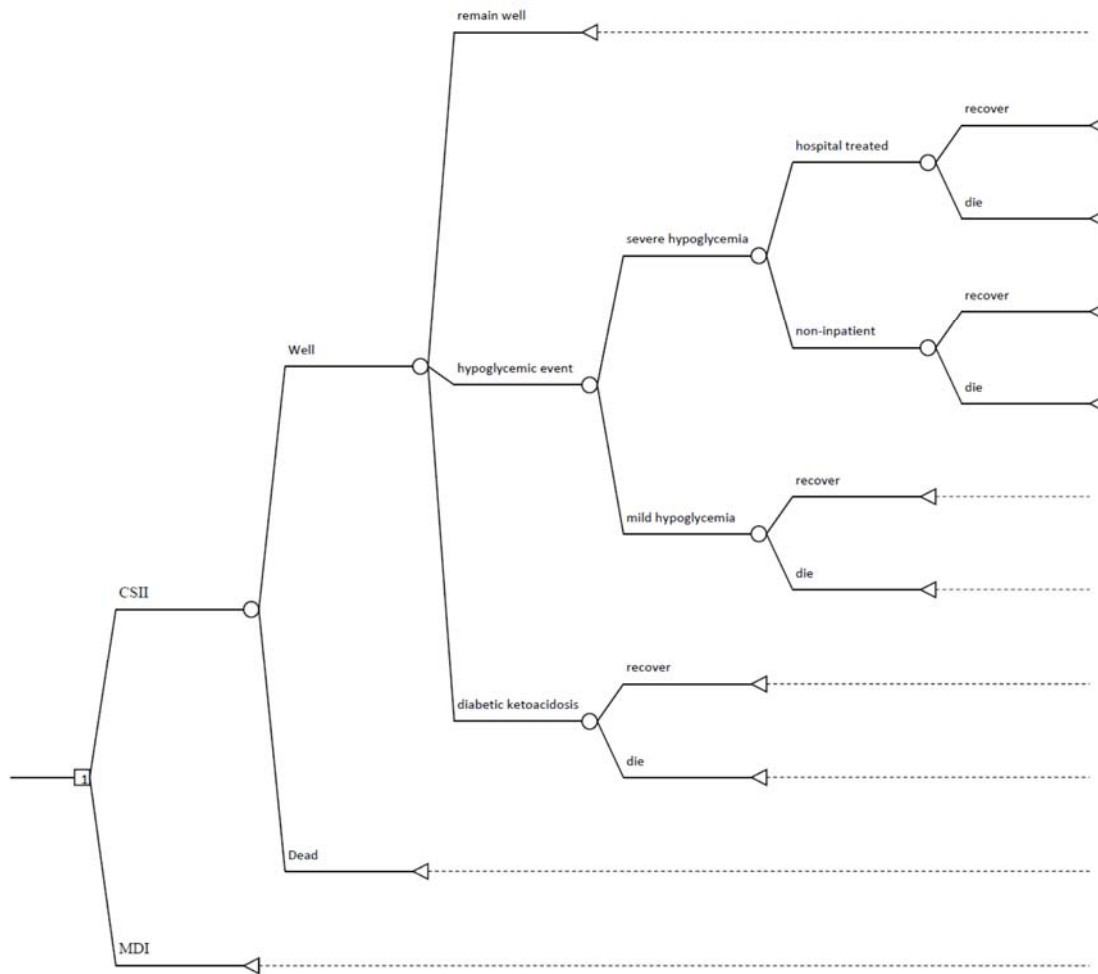 remain well
recover
hospital treated
die
severe hypoglycemia
recover
non-inpatient
Well
hypoglycemic event
die
recover
mild hypoglycemia
die
CSII
recover
diabetic ketoacidosis
die
1
Dead
MDI